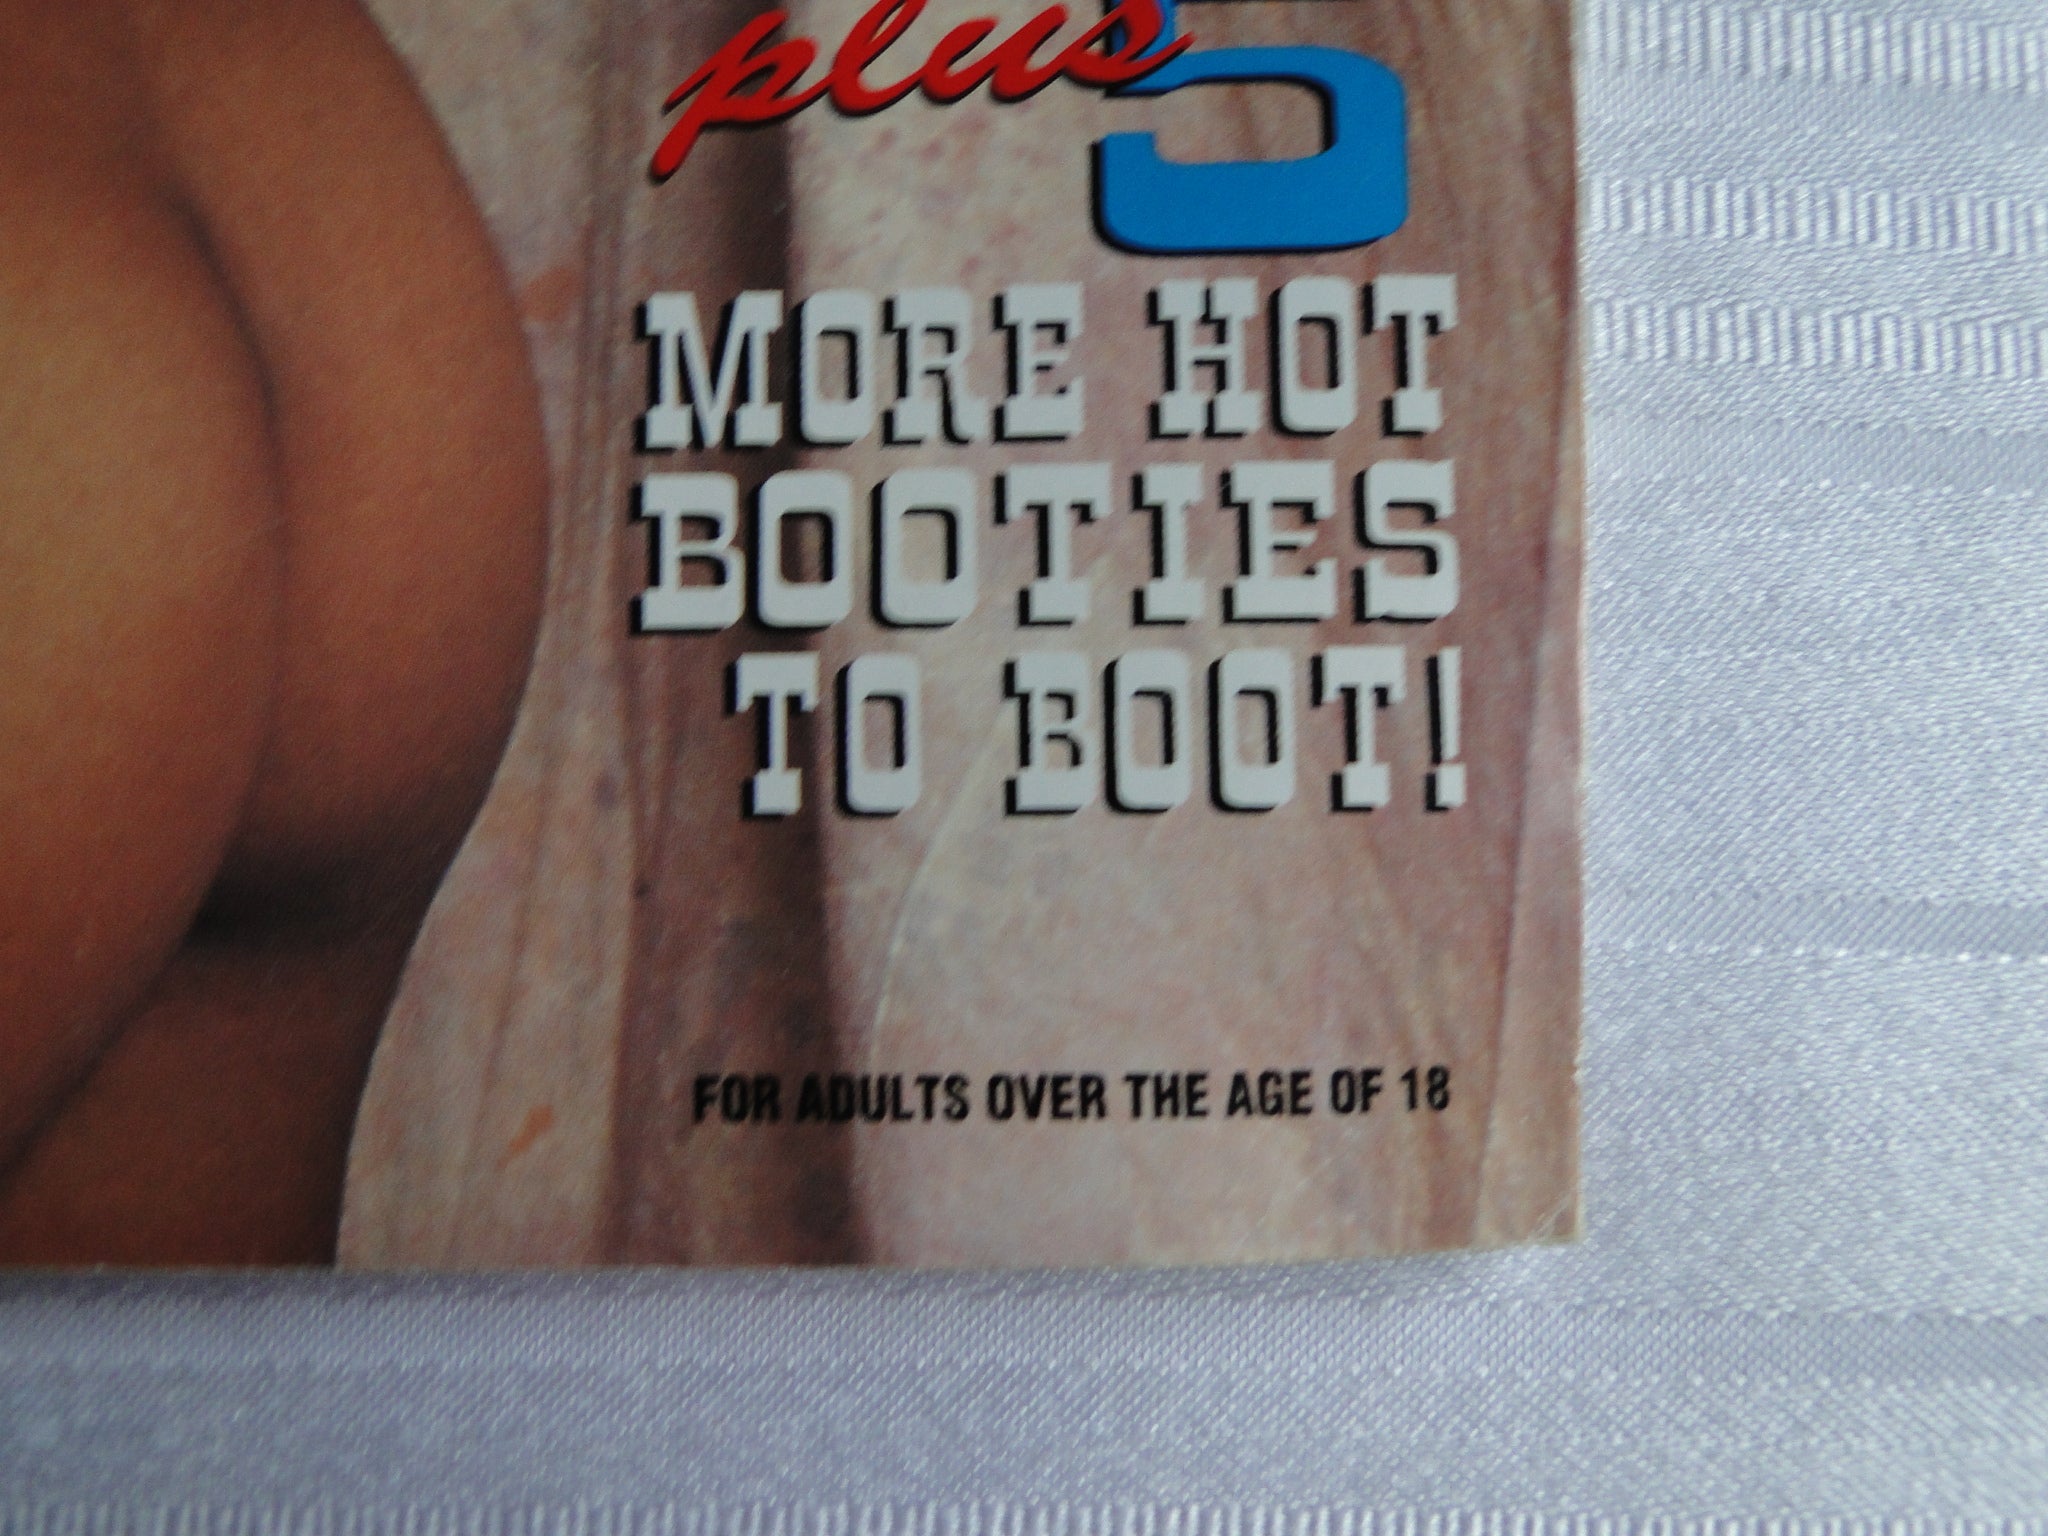 plus 5
MORE HOT
BOOTIES
TO BOOT!
FOR ADULTS OVER THE AGE OF 18